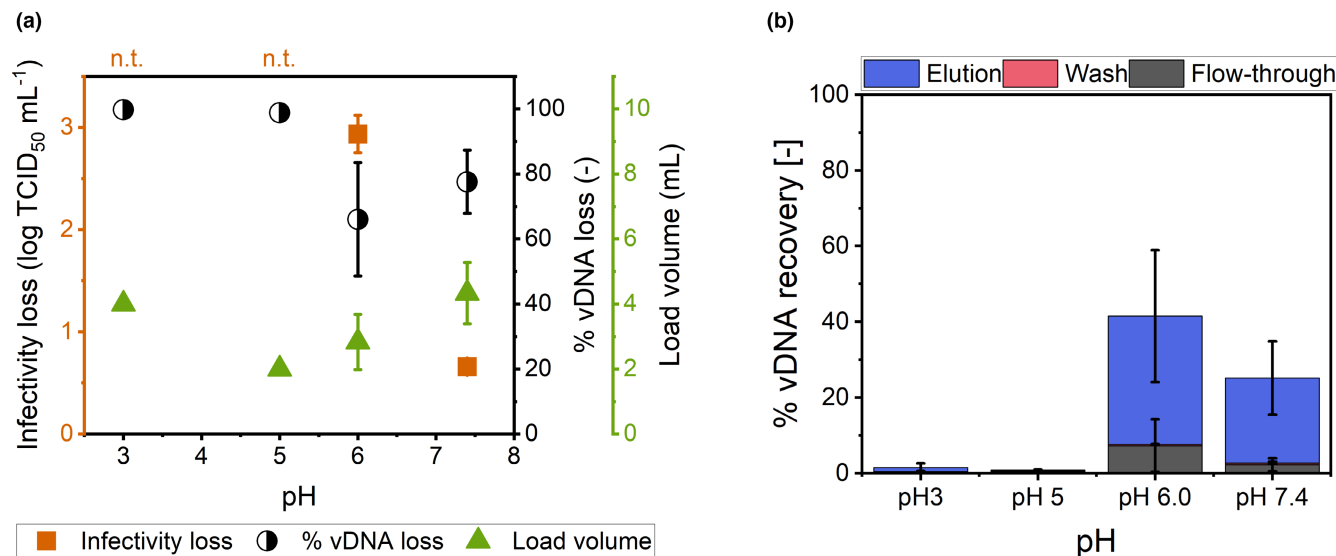 (a)
n.t. n.t.
Infectivity loss (log TCID50 mL-1)
3
2
1
0
100
80
60
40
20
0
% vDNA loss (-)
10
8
6
4
2
0
Load volume (mL)
3 4 5 6 7 8
pH
Infectivity loss % vDNA loss Load volume
(b)
Elution Wash Flow-through
% vDNA recovery [-]
100
80
60
40
20
0
pH3 pH 5 pH 6.0 pH 7.4
pH